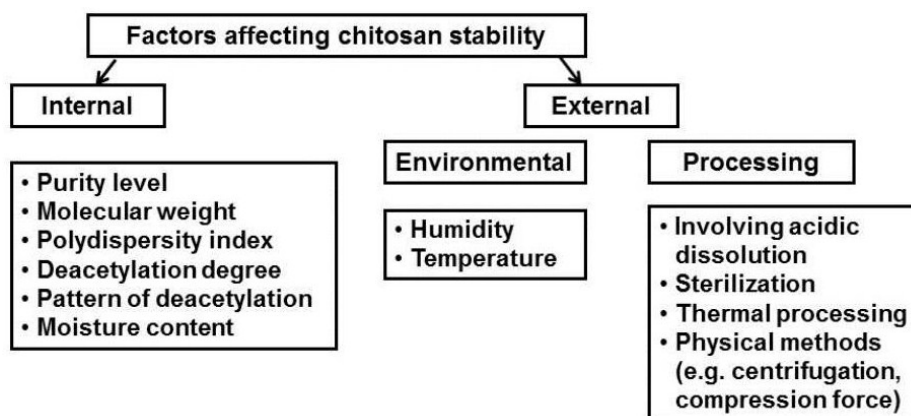 Factors affecting chitosan stability
Internal
External
• Purity level
• Molecular weight
• Polydispersity index
• Deacetylation degree
• Pattern of deacetylation
• Moisture content
Environmental
• Humidity
• Temperature
Processing
• Involving acidic
dissolution
• Sterilization
• Thermal processing
• Physical methods
(e.g. centrifugation,
compression force)